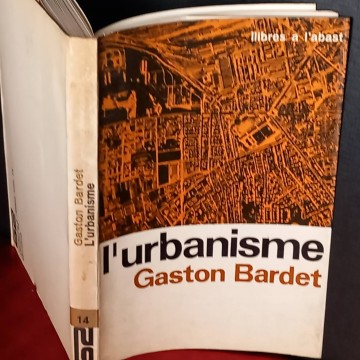 llibres a l'abast
l'urbanisme
Gaston Bardet
Gaston Bardet
L'urbanisme
14